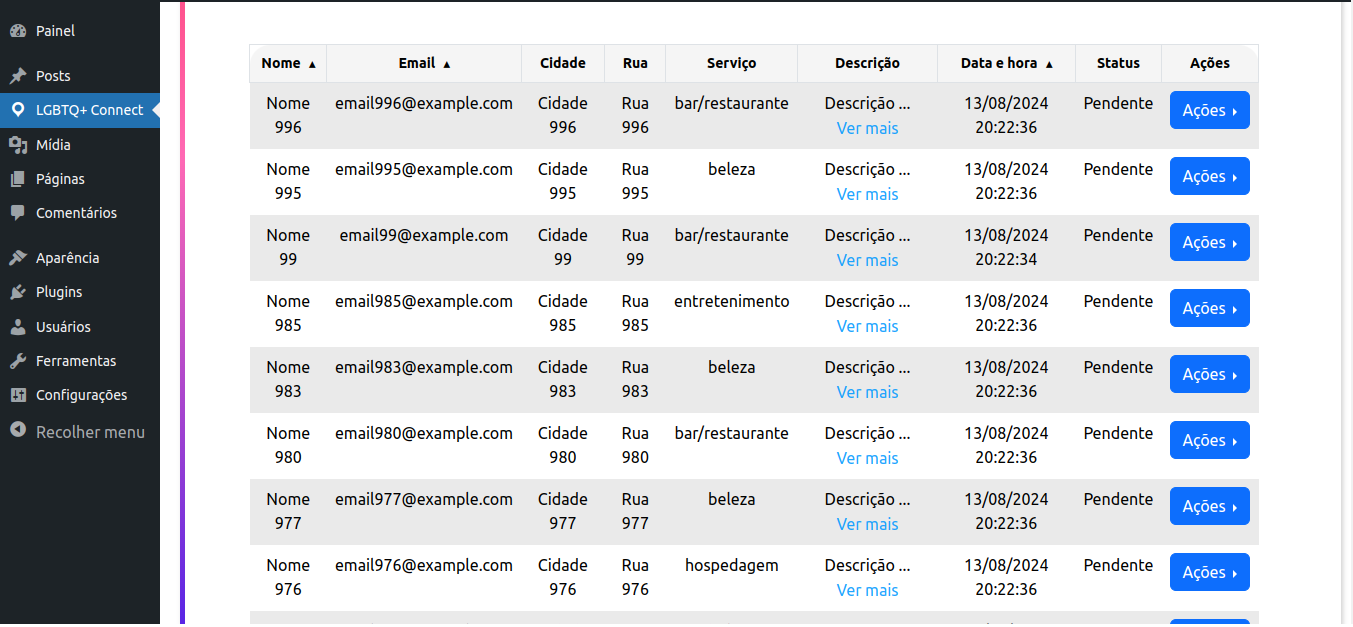 Painel
Posts
LGBTQ+ Connect
Mídia
Páginas
Comentários
Aparência
Plugins
Usuários
Ferramentas
Configurações
Recolher menu
Nome ▲ Email ▲ Cidade Rua Serviço Descrição Data e hora ▲ Status Ações
Nome email996@example.com Cidade Rua bar/restaurante Descrição ... 13/08/2024 Pendente Ações
996 996 996 Ver mais 20:22:36
Nome email995@example.com Cidade Rua beleza Descrição ... 13/08/2024 Pendente Ações
995 995 995 Ver mais 20:22:36
Nome email99@example.com Cidade Rua bar/restaurante Descrição ... 13/08/2024 Pendente Ações
99 99 99 Ver mais 20:22:34
Nome email985@example.com Cidade Rua entretenimento Descrição ... 13/08/2024 Pendente Ações
985 985 985 Ver mais 20:22:36
Nome email983@example.com Cidade Rua beleza Descrição ... 13/08/2024 Pendente Ações
983 983 983 Ver mais 20:22:36
Nome email980@example.com Cidade Rua bar/restaurante Descrição ... 13/08/2024 Pendente Ações
980 980 980 Ver mais 20:22:36
Nome email977@example.com Cidade Rua beleza Descrição ... 13/08/2024 Pendente Ações
977 977 977 Ver mais 20:22:36
Nome email976@example.com Cidade Rua hospedagem Descrição ... 13/08/2024 Pendente Ações
976 976 976 Ver mais 20:22:36